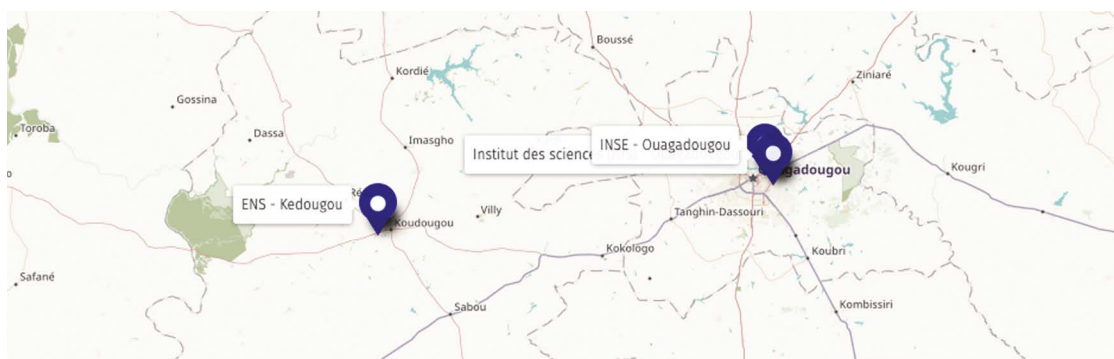 Boussé
Ziniaré
Kordié
Gossina
Toroba
Dassa
Imasgho
INSE - Ouagadougou
Institut des science
Kougri
ENS - Kedougou
Koudougou
Villy
Tanghin-Dassouri
Koubri
Kokologo
Safané
Sabou
Kombissiri